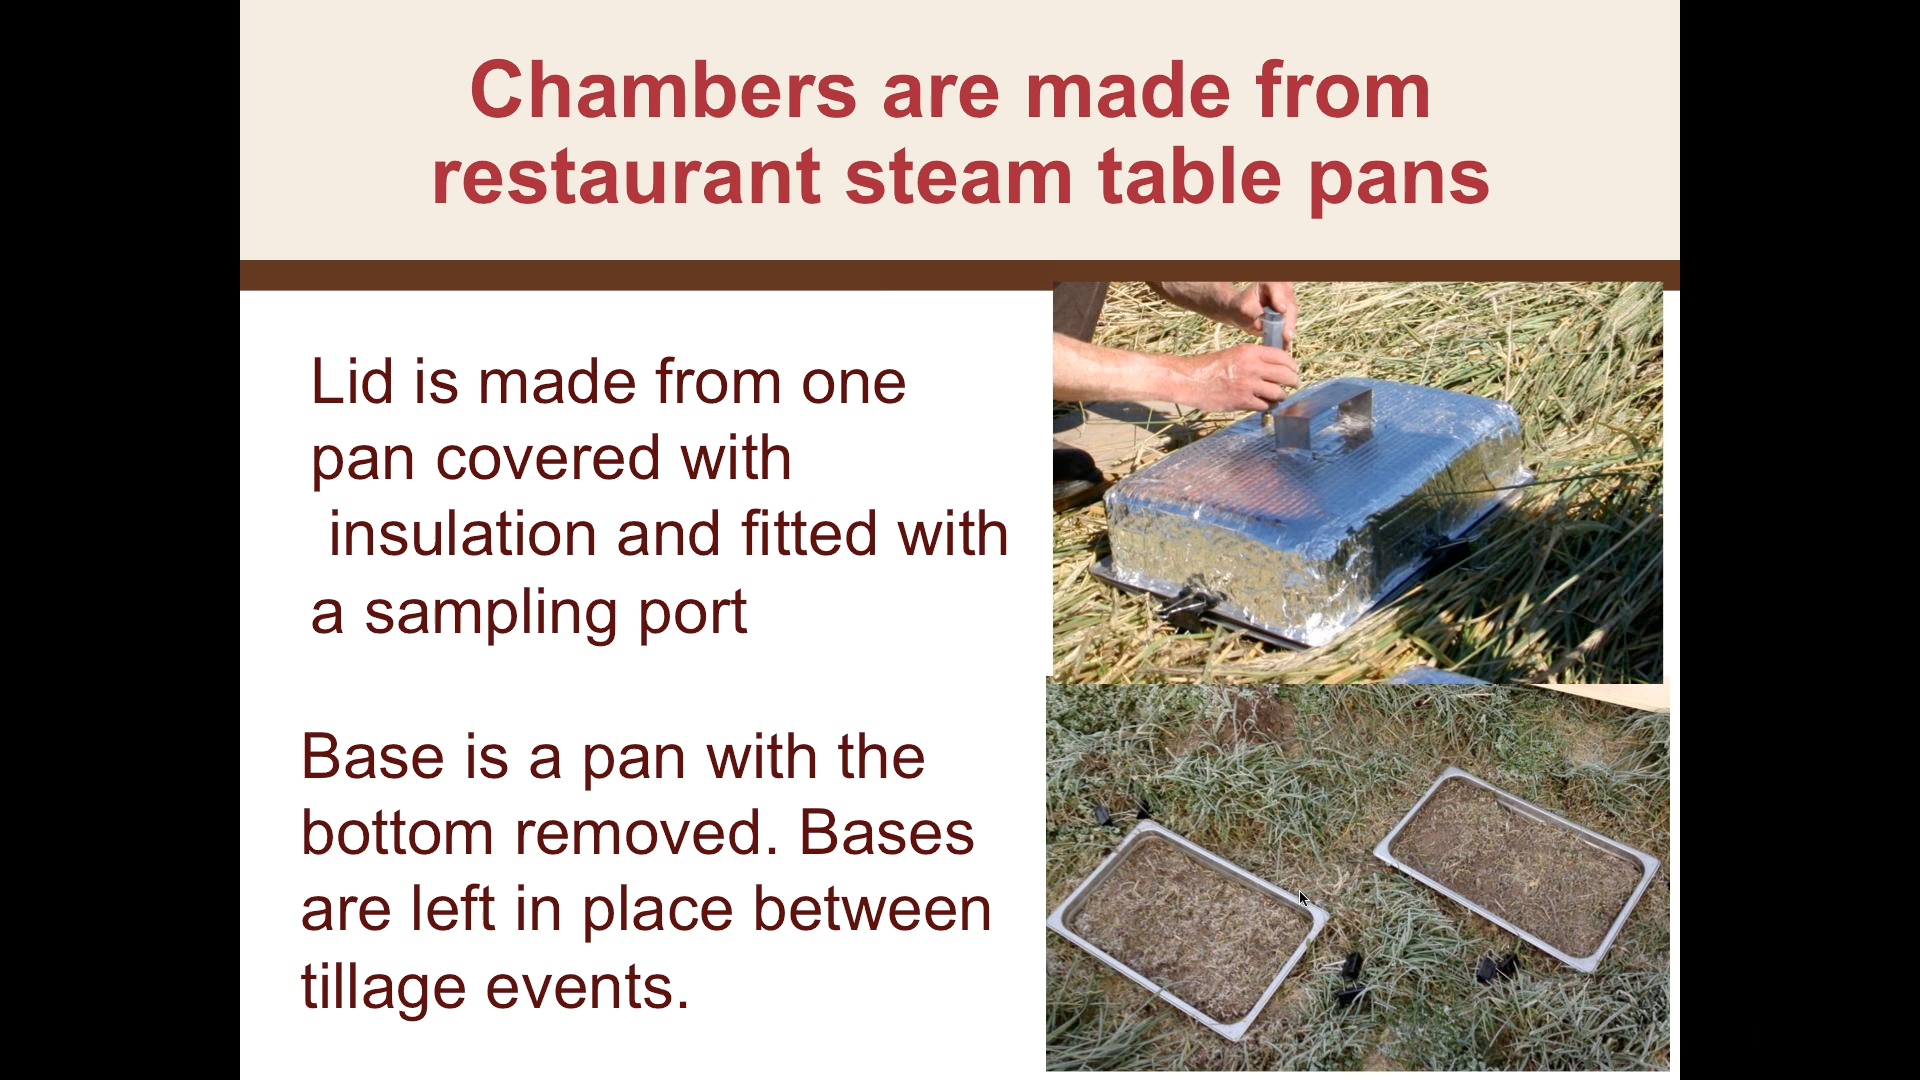 Chambers are made from
restaurant steam table pans
Lid is made from one
pan covered with
insulation and fitted with
a sampling port
Base is a pan with the
bottom removed. Bases
are left in place between
tillage events.